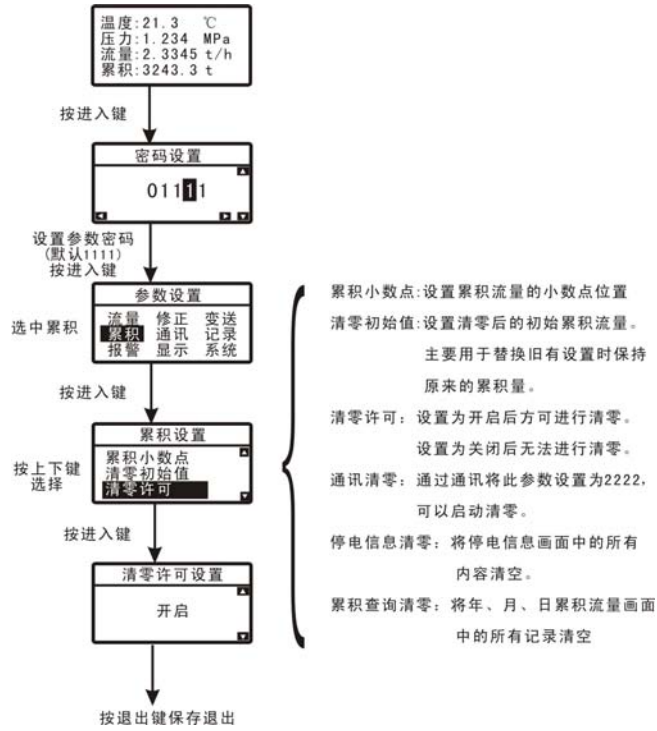 温度:21.3 ℃
压力:1.234 MPa
流量:2.3345 t/h
累积:3243.3 t
按进入键
密码设置
01111
设置参数密码
(默认1111)
按进入键
参数设置
流量 修正 变送
累积 通讯 记录
报警 显示 系统
选中累积
按进入键
累积设置
累积小数点
清零初始值
清零许可
按上下键
选择
按进入键
清零许可设置
开启
按退出键保存退出
累积小数点:设置累积流量的小数点位置
清零初始值:设置清零后的初始累积流量。
主要用于替换旧有设置时保持
原来的累积量。
清零许可：设置为开启后方可进行清零。
设置为关闭后无法进行清零。
通讯清零：通过通讯将此参数设置为2222,
可以启动清零。
停电信息清零：将停电信息画面中的所有
内容清空。
累积查询清零：将年、月、日累积流量画面
中的所有记录清空